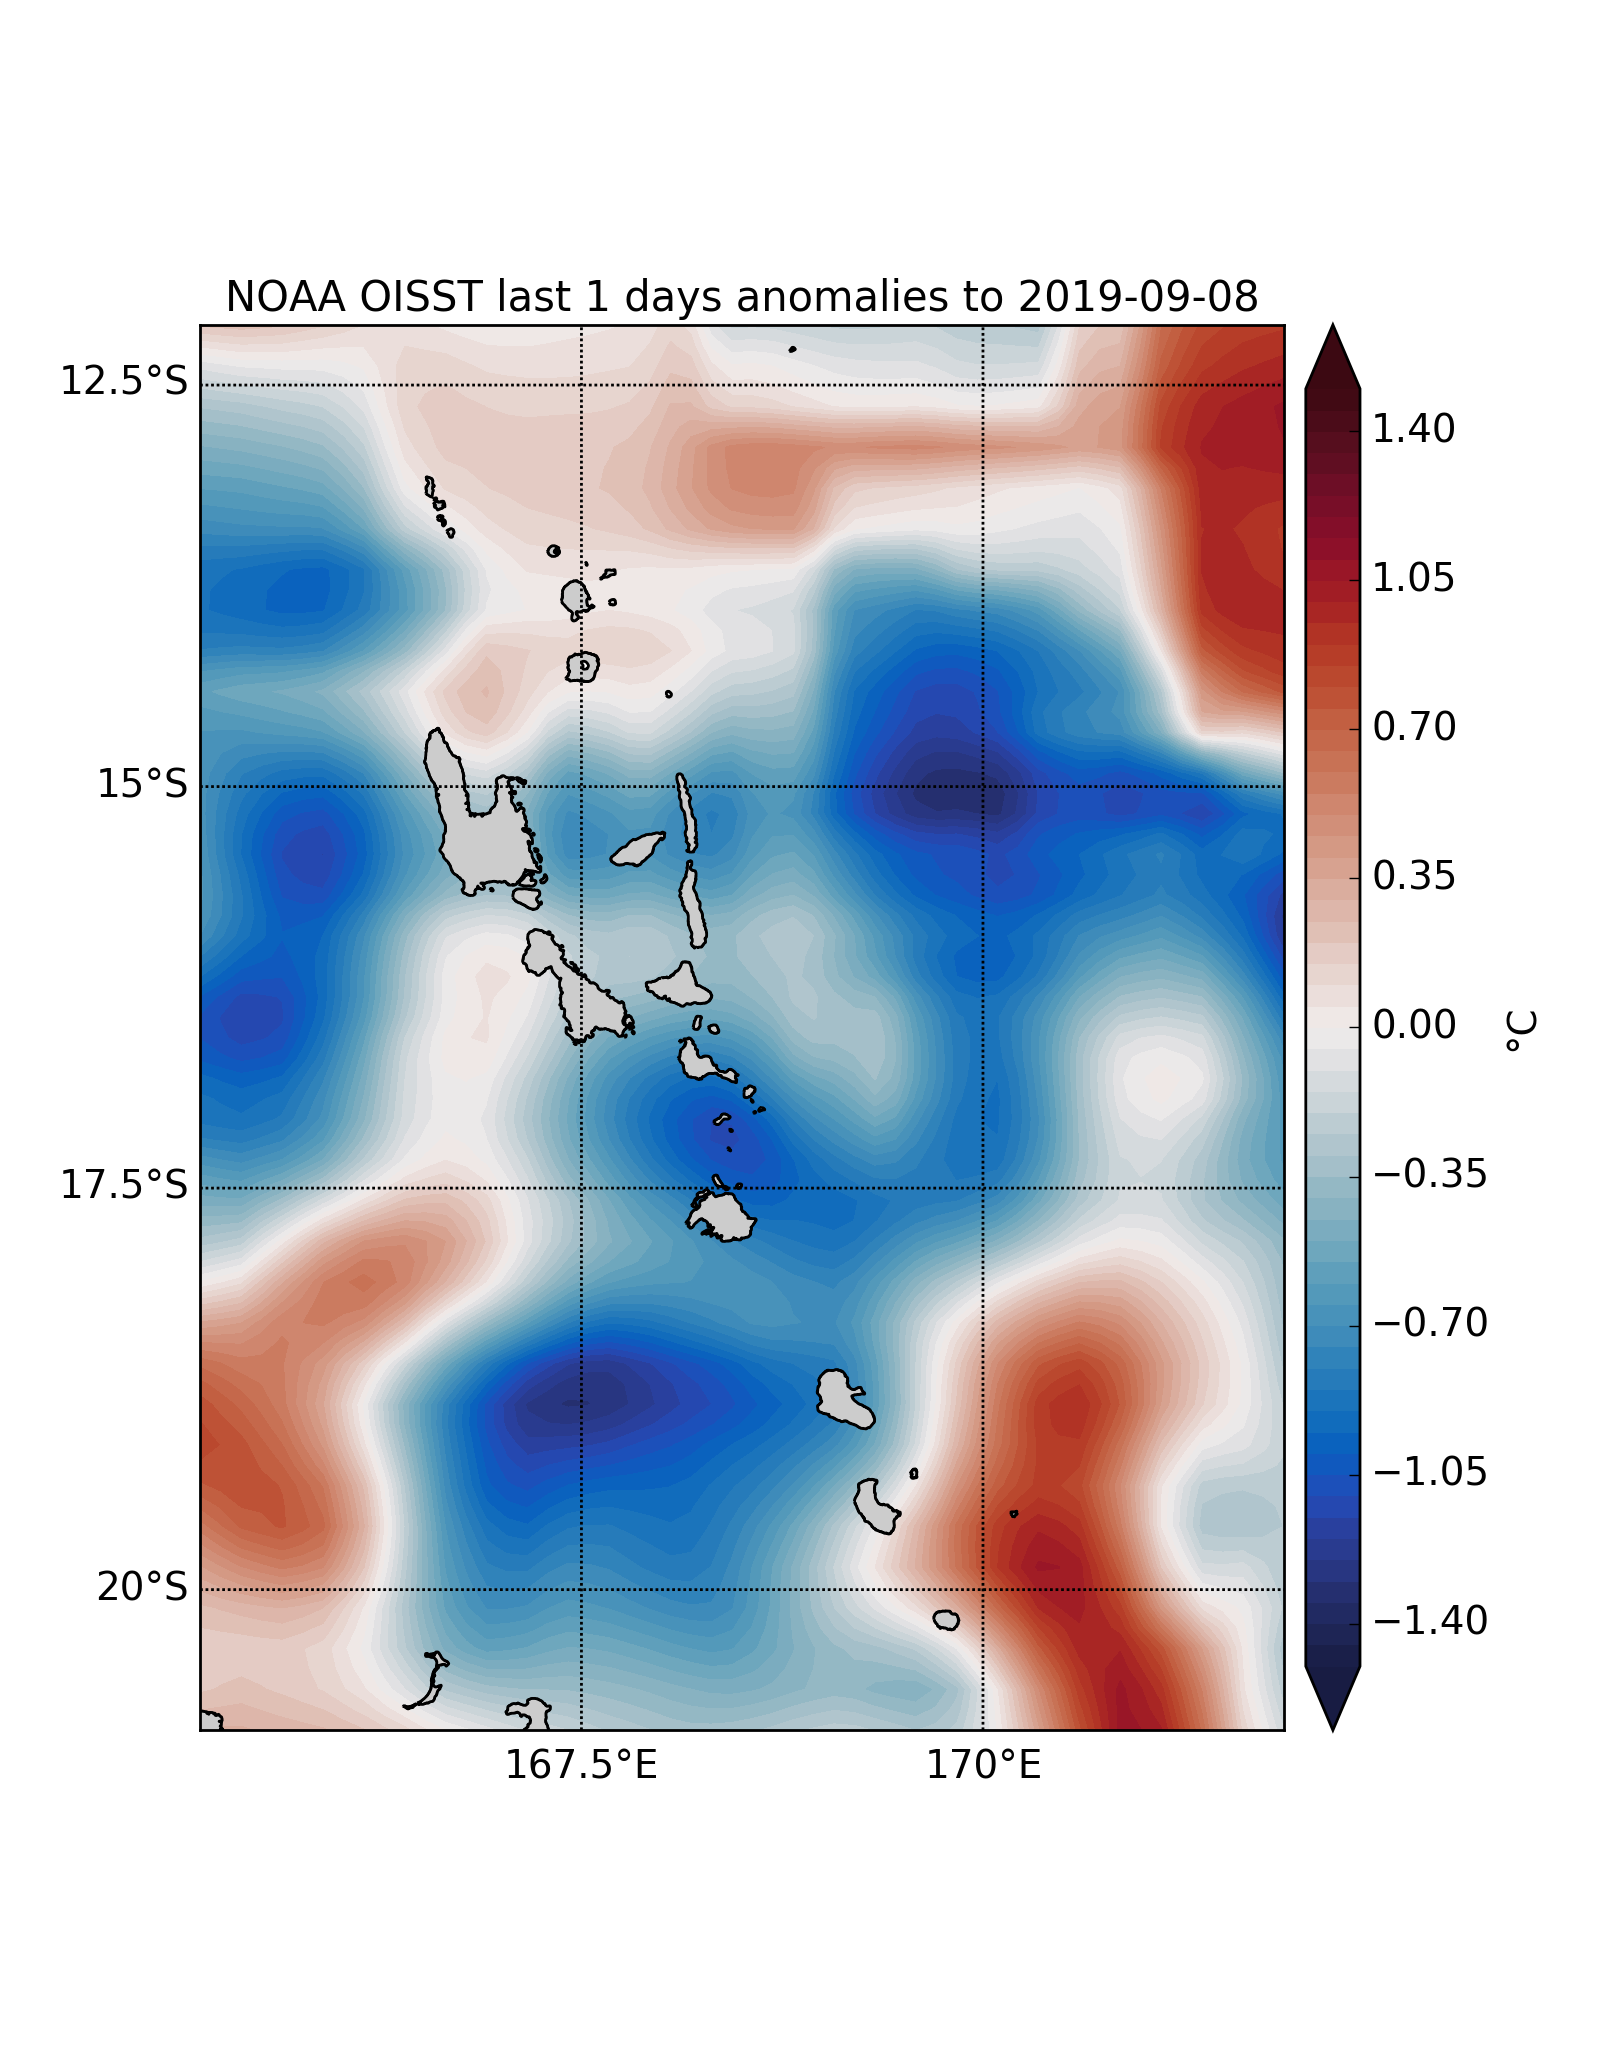 NOAA OISST last 1 days anomalies to 2019-09-08
12.5°S
15°S
17.5°S
20°S
167.5°E
170°E
1.40
1.05
0.70
0.35
0.00
−0.35
−0.70
−1.05
−1.40
°C